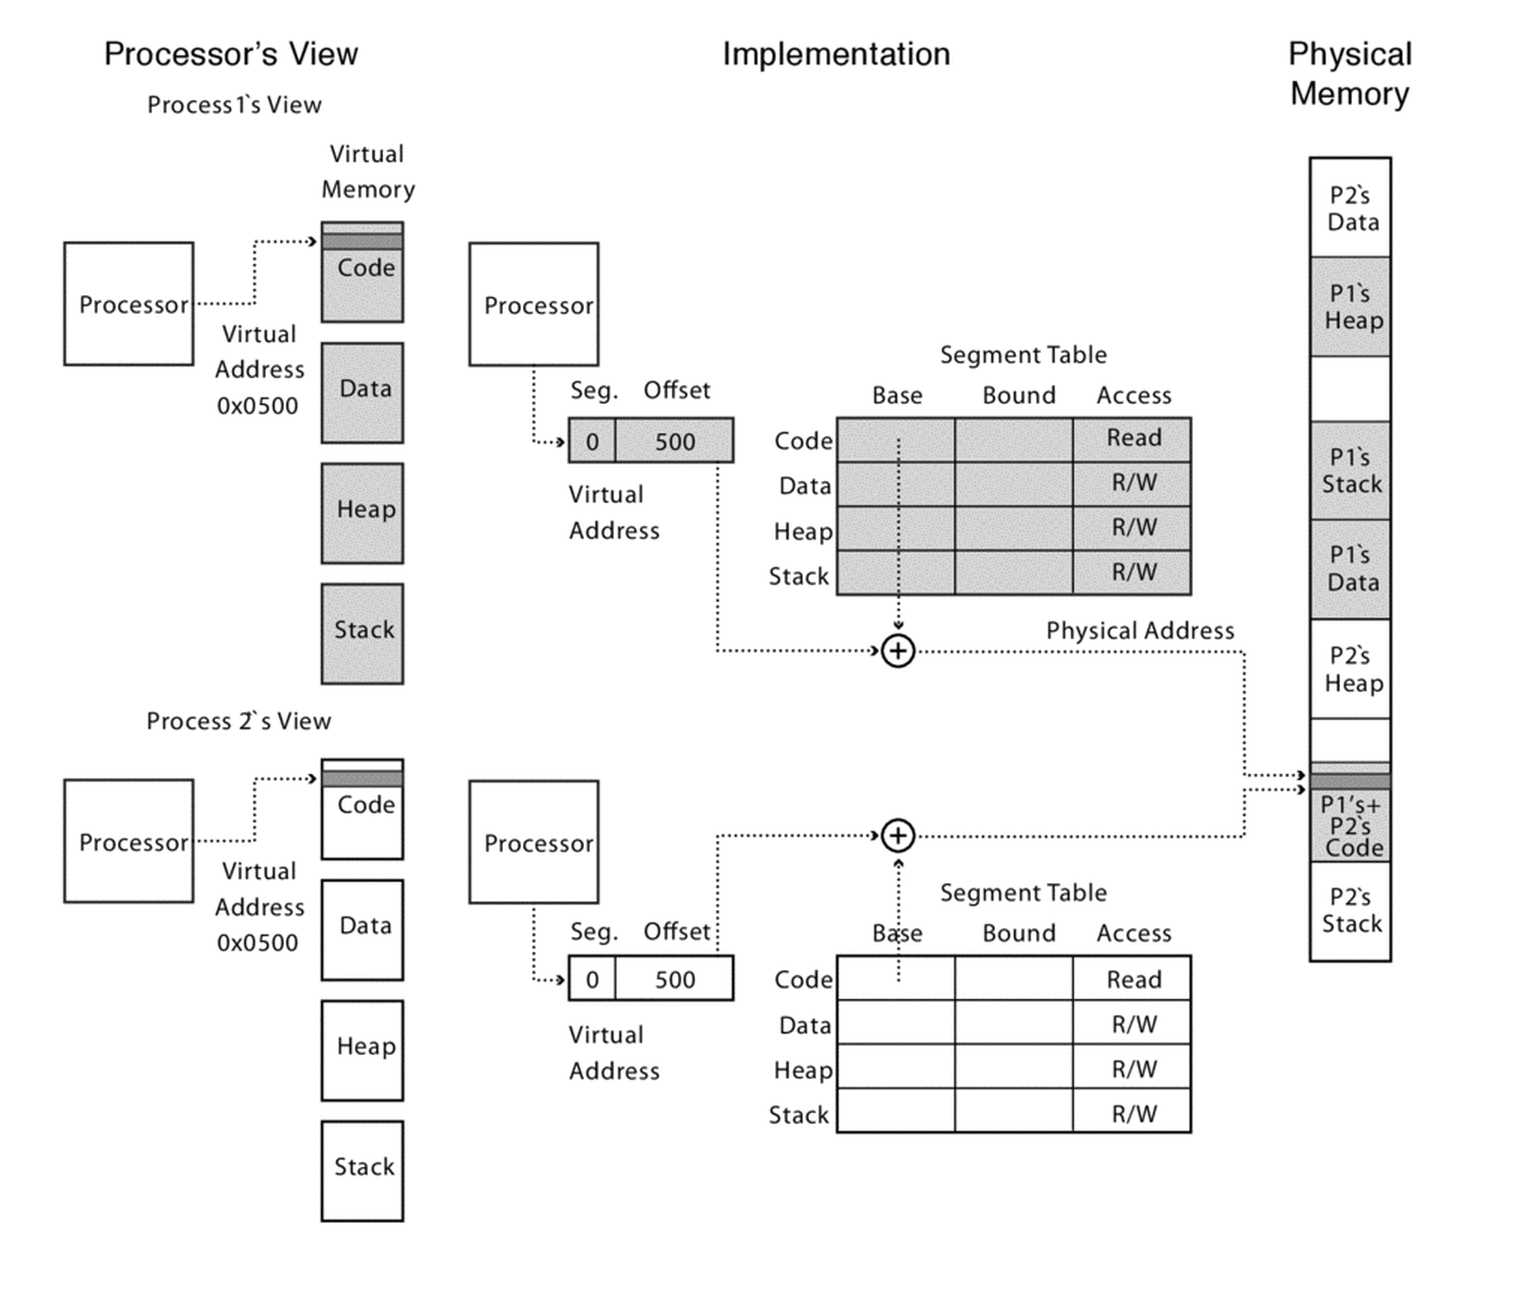 Processor's View
Implementation
Physical
Memory
Process1`s View
Virtual
Memory
Processor
Code
Virtual
Address
0x0500
Data
Heap
Stack
Processor
Seg. Offset
0 500
Virtual
Address
Segment Table
Base Bound Access
Code Read
Data R/W
Heap R/W
Stack R/W
Physical Address
Process 2`s View
Processor
Code
Virtual
Address
0x0500
Data
Heap
Stack
Processor
Seg. Offset
0 500
Virtual
Address
Segment Table
Base Bound Access
Code Read
Data R/W
Heap R/W
Stack R/W
P2`s
Data
P1`s
Heap
P1`s
Stack
P1`s
Data
P2`s
Heap
P1's+
P2`s
Code
P2`s
Stack